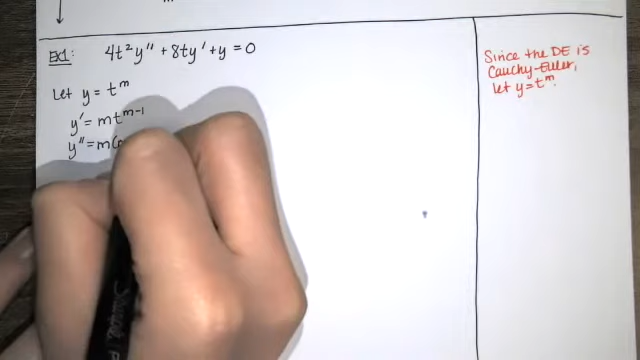 EX1: 4t²y" + 8ty' + y = 0
Let y = t^m
y' = mt^(m-1)
y" = m(
Since the DE is
Cauchy-Euler,
let y=t^m.